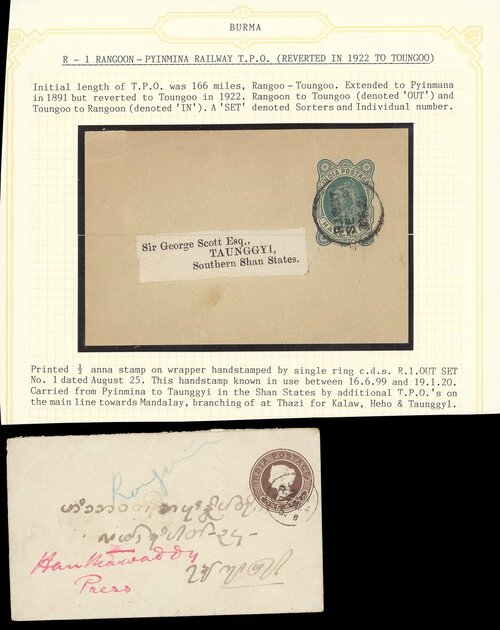 BURMA
R - 1 RANGOON - PYINMINA RAILWAY T.P.O. (REVERTED IN 1922 TO TOUNGOO)
Initial length of T.P.O. was 166 miles, Rangoo - Toungoo. Extended to Pyinmana
in 1891 but reverted to Toungoo in 1922. Rangoon to Toungoo (denoted 'OUT') and
Toungoo to Rangoon (denoted 'IN'). A 'SET' denoted Sorters and Individual number.
INDIA POSTAGE
Sir George Scott Esq.,
TAUNGGYI,
Southern Shan States.
Printed ½ anna stamp on wrapper handstamped by single ring c.d.s. R.1.OUT SET
No. 1 dated August 25. This handstamp known in use between 16.6.99 and 19.1.20.
Carried from Pyinmina to Taunggyi in the Shan States by additional T.P.O.'s on
the main line towards Mandalay, branching of at Thazi for Kalaw, Heho & Taunggyl.
INDIA POSTAGE
Hanthawaddy
Press